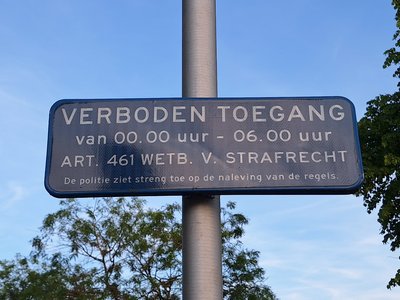 VERBODEN TOEGANG
van 00.00 uur - 06.00 uur
ART. 461 WETB. V. STRAFRECHT
De politie ziet streng toe op de naleving van de regels.